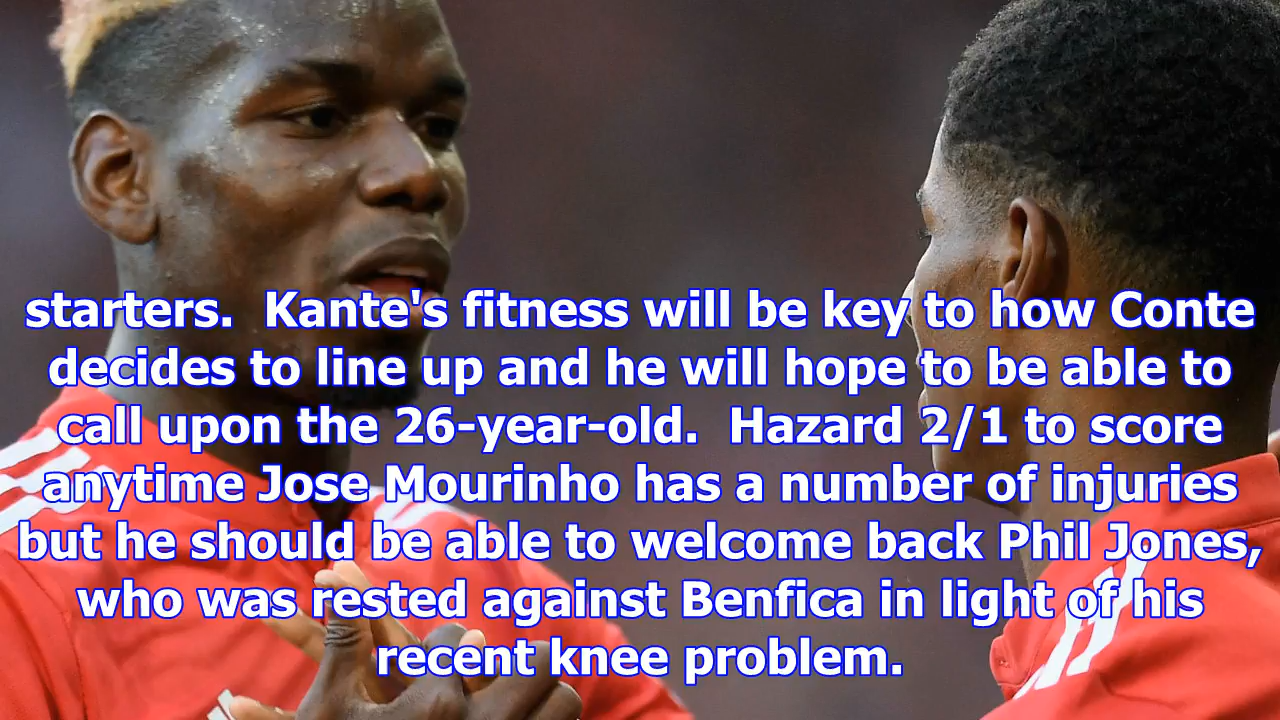 starters.  Kante's fitness will be key to how Conte
decides to line up and he will hope to be able to
call upon the 26-year-old.  Hazard 2/1 to score
anytime Jose Mourinho has a number of injuries
but he should be able to welcome back Phil Jones,
who was rested against Benfica in light of his
recent knee problem.